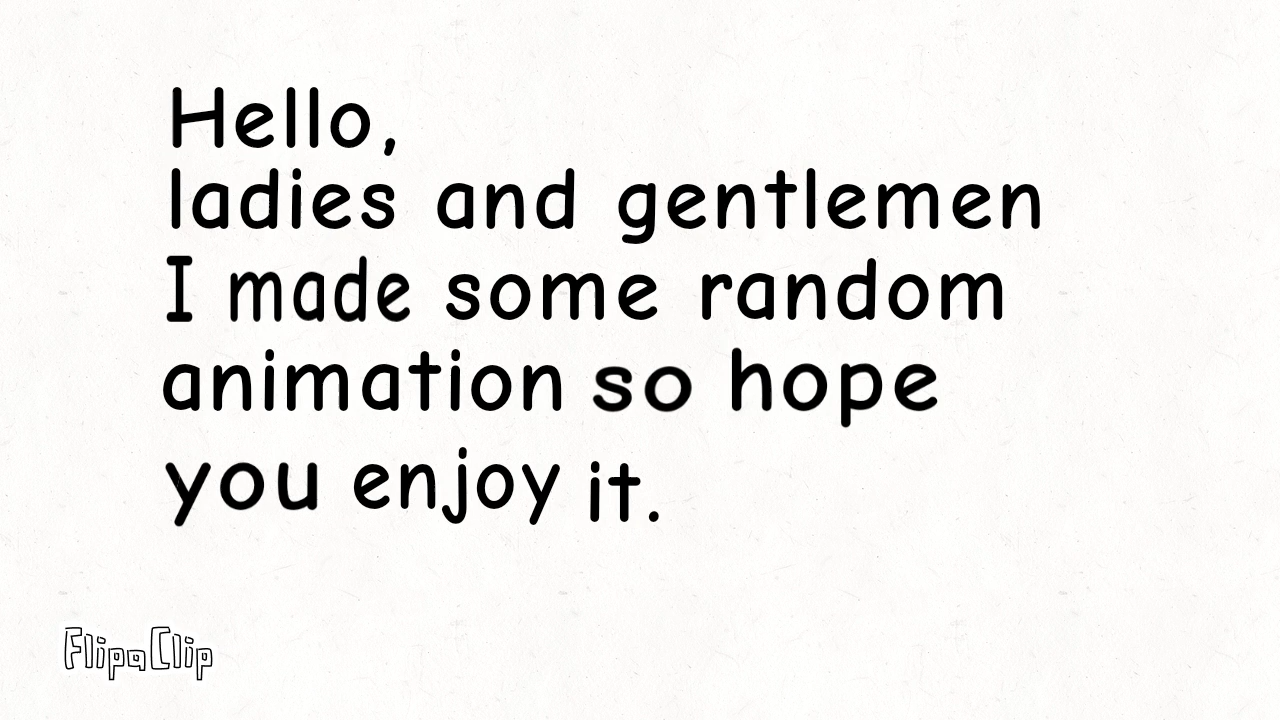 Hello,
ladies and gentlemen
I made some random
animation so hope
you enjoy it.
FlipaClip